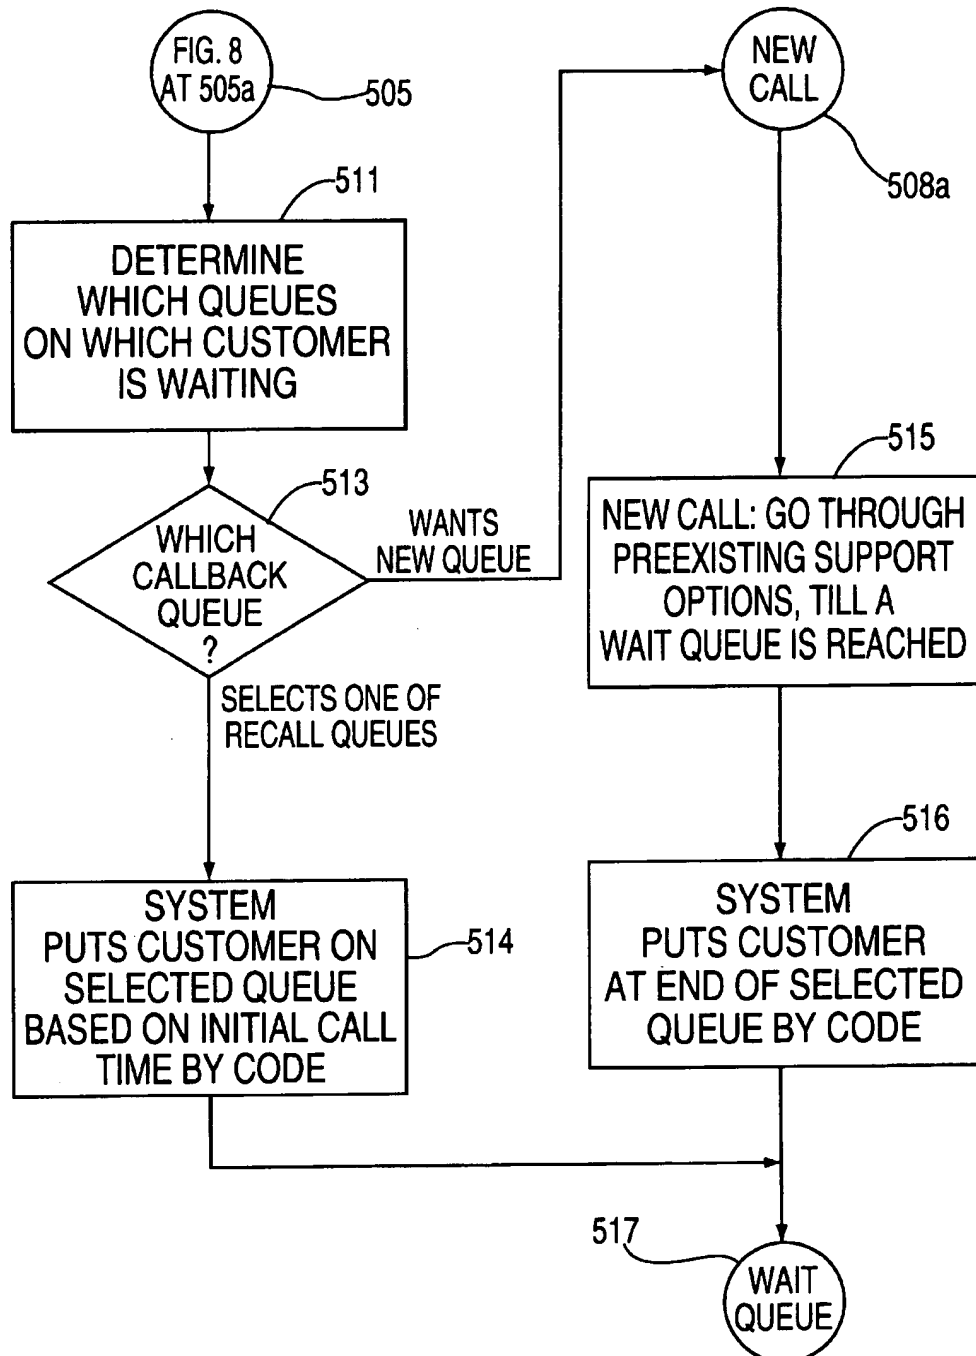 FIG. 8
AT 505a
505
511
DETERMINE
WHICH QUEUES
ON WHICH CUSTOMER
IS WAITING
513
WHICH
CALLBACK
QUEUE
?
WANTS
NEW QUEUE
SELECTS ONE OF
RECALL QUEUES
SYSTEM
PUTS CUSTOMER ON
SELECTED QUEUE
BASED ON INITIAL CALL
TIME BY CODE
514
NEW
CALL
508a
515
NEW CALL: GO THROUGH
PREEXISTING SUPPORT
OPTIONS, TILL A
WAIT QUEUE IS REACHED
516
SYSTEM
PUTS CUSTOMER
AT END OF SELECTED
QUEUE BY CODE
517
WAIT
QUEUE